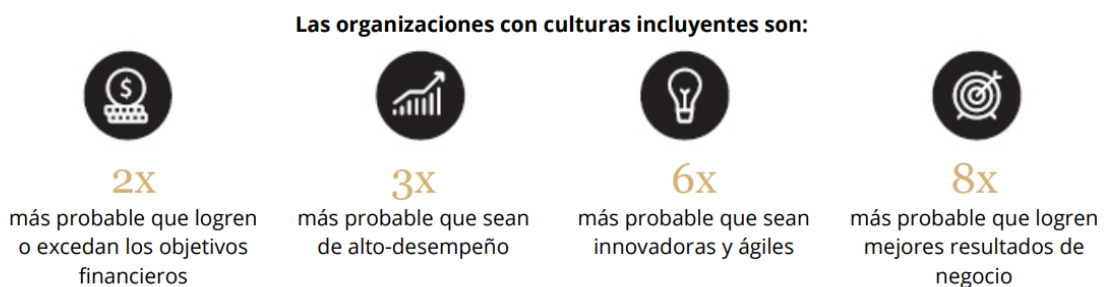 Las organizaciones con culturas incluyentes son:
$
2x
más probable que logren
o excedan los objetivos
financieros
3x
más probable que sean
de alto-desempeño
6x
más probable que sean
innovadoras y ágiles
8x
más probable que logren
mejores resultados de
negocio